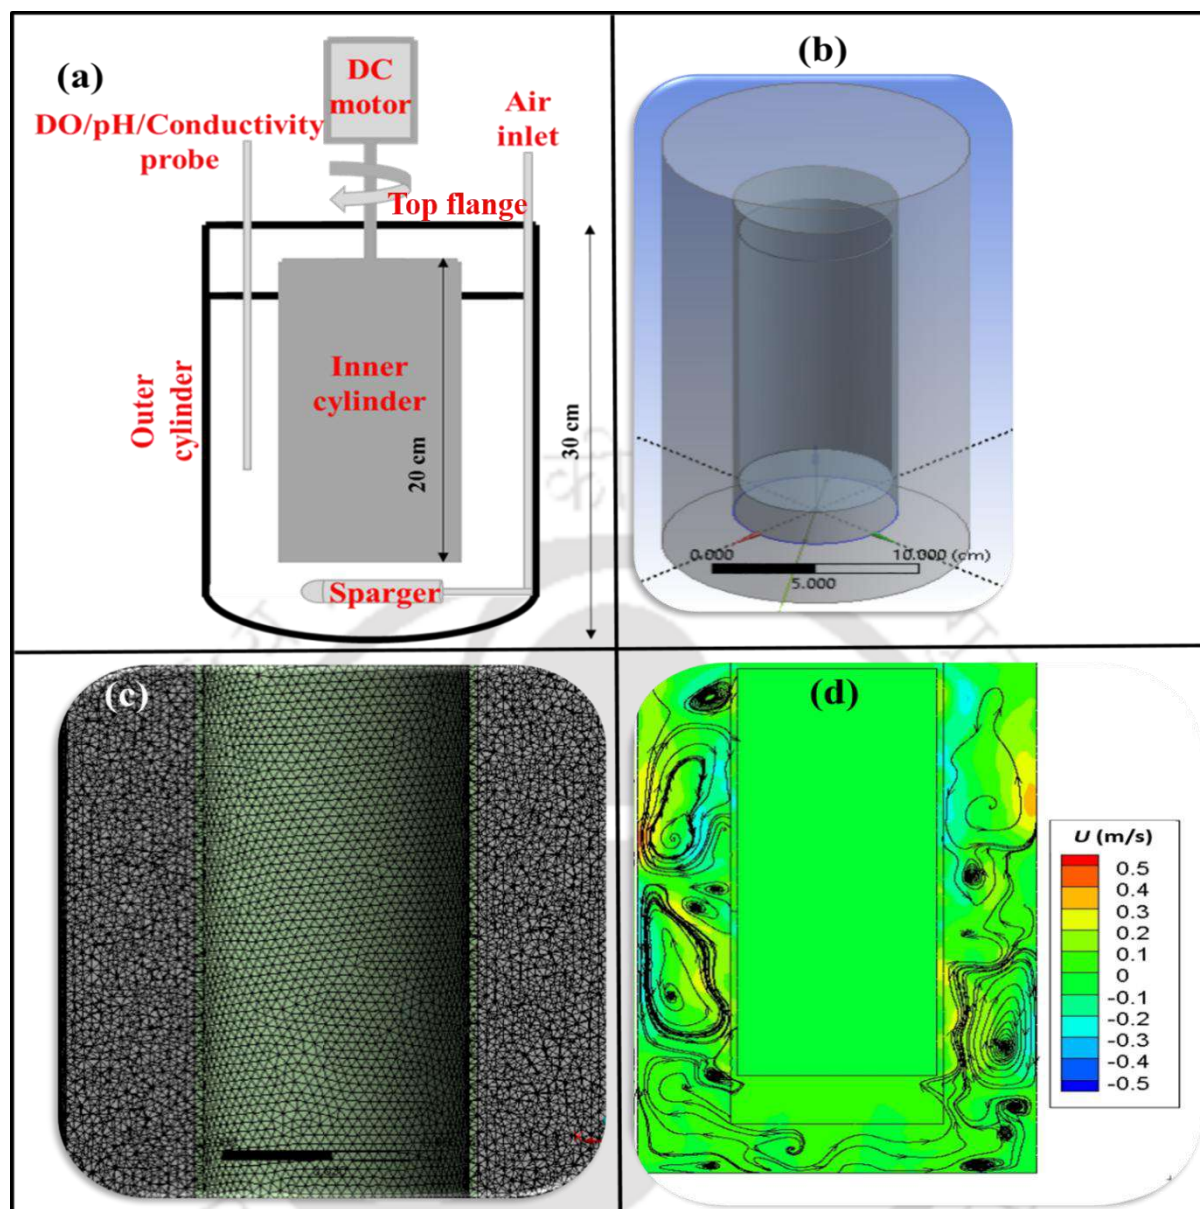 (a)
DC
motor
DO/pH/Conductivity
probe
Air
inlet
Top flange
Outer
cylinder
Inner
cylinder
20 cm
30 cm
Sparger
(b)
0.000
10.000 (cm)
5.000
(c)
(d)
U (m/s)
0.5
0.4
0.3
0.2
0.1
0
-0.1
-0.2
-0.3
-0.4
-0.5